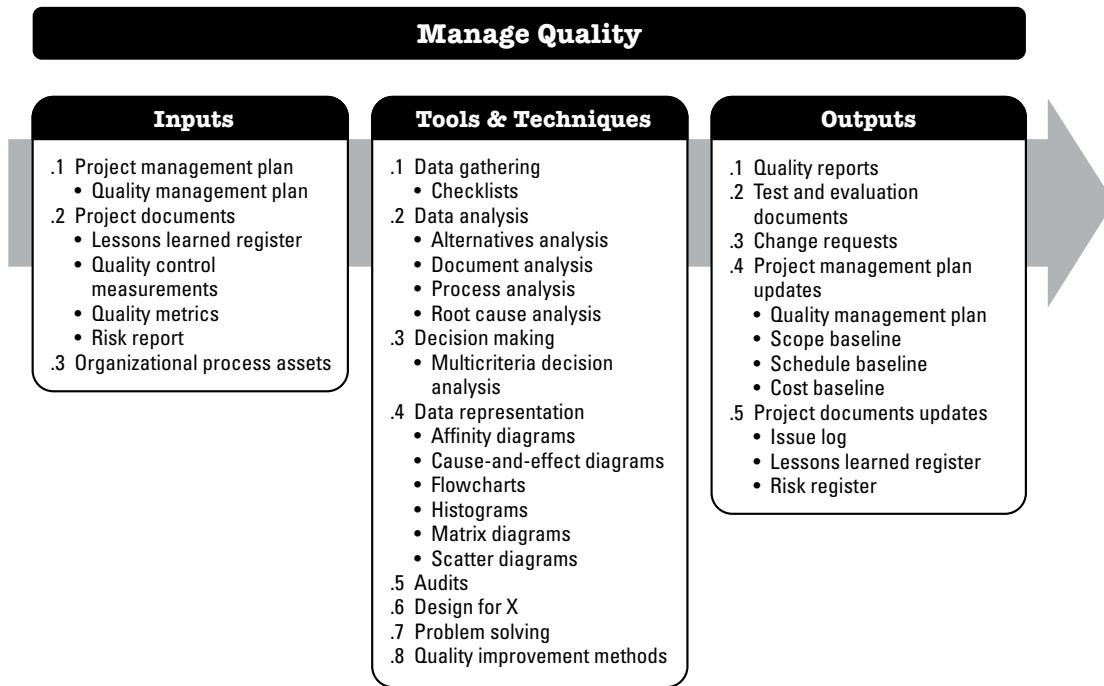 Manage Quality
Inputs
.1 Project management plan
• Quality management plan
.2 Project documents
• Lessons learned register
• Quality control
measurements
• Quality metrics
• Risk report
.3 Organizational process assets
Tools & Techniques
.1 Data gathering
• Checklists
.2 Data analysis
• Alternatives analysis
• Document analysis
• Process analysis
• Root cause analysis
.3 Decision making
• Multicriteria decision
analysis
.4 Data representation
• Affinity diagrams
• Cause-and-effect diagrams
• Flowcharts
• Histograms
• Matrix diagrams
• Scatter diagrams
.5 Audits
.6 Design for X
.7 Problem solving
.8 Quality improvement methods
Outputs
.1 Quality reports
.2 Test and evaluation
documents
.3 Change requests
.4 Project management plan
updates
• Quality management plan
• Scope baseline
• Schedule baseline
• Cost baseline
.5 Project documents updates
• Issue log
• Lessons learned register
• Risk register